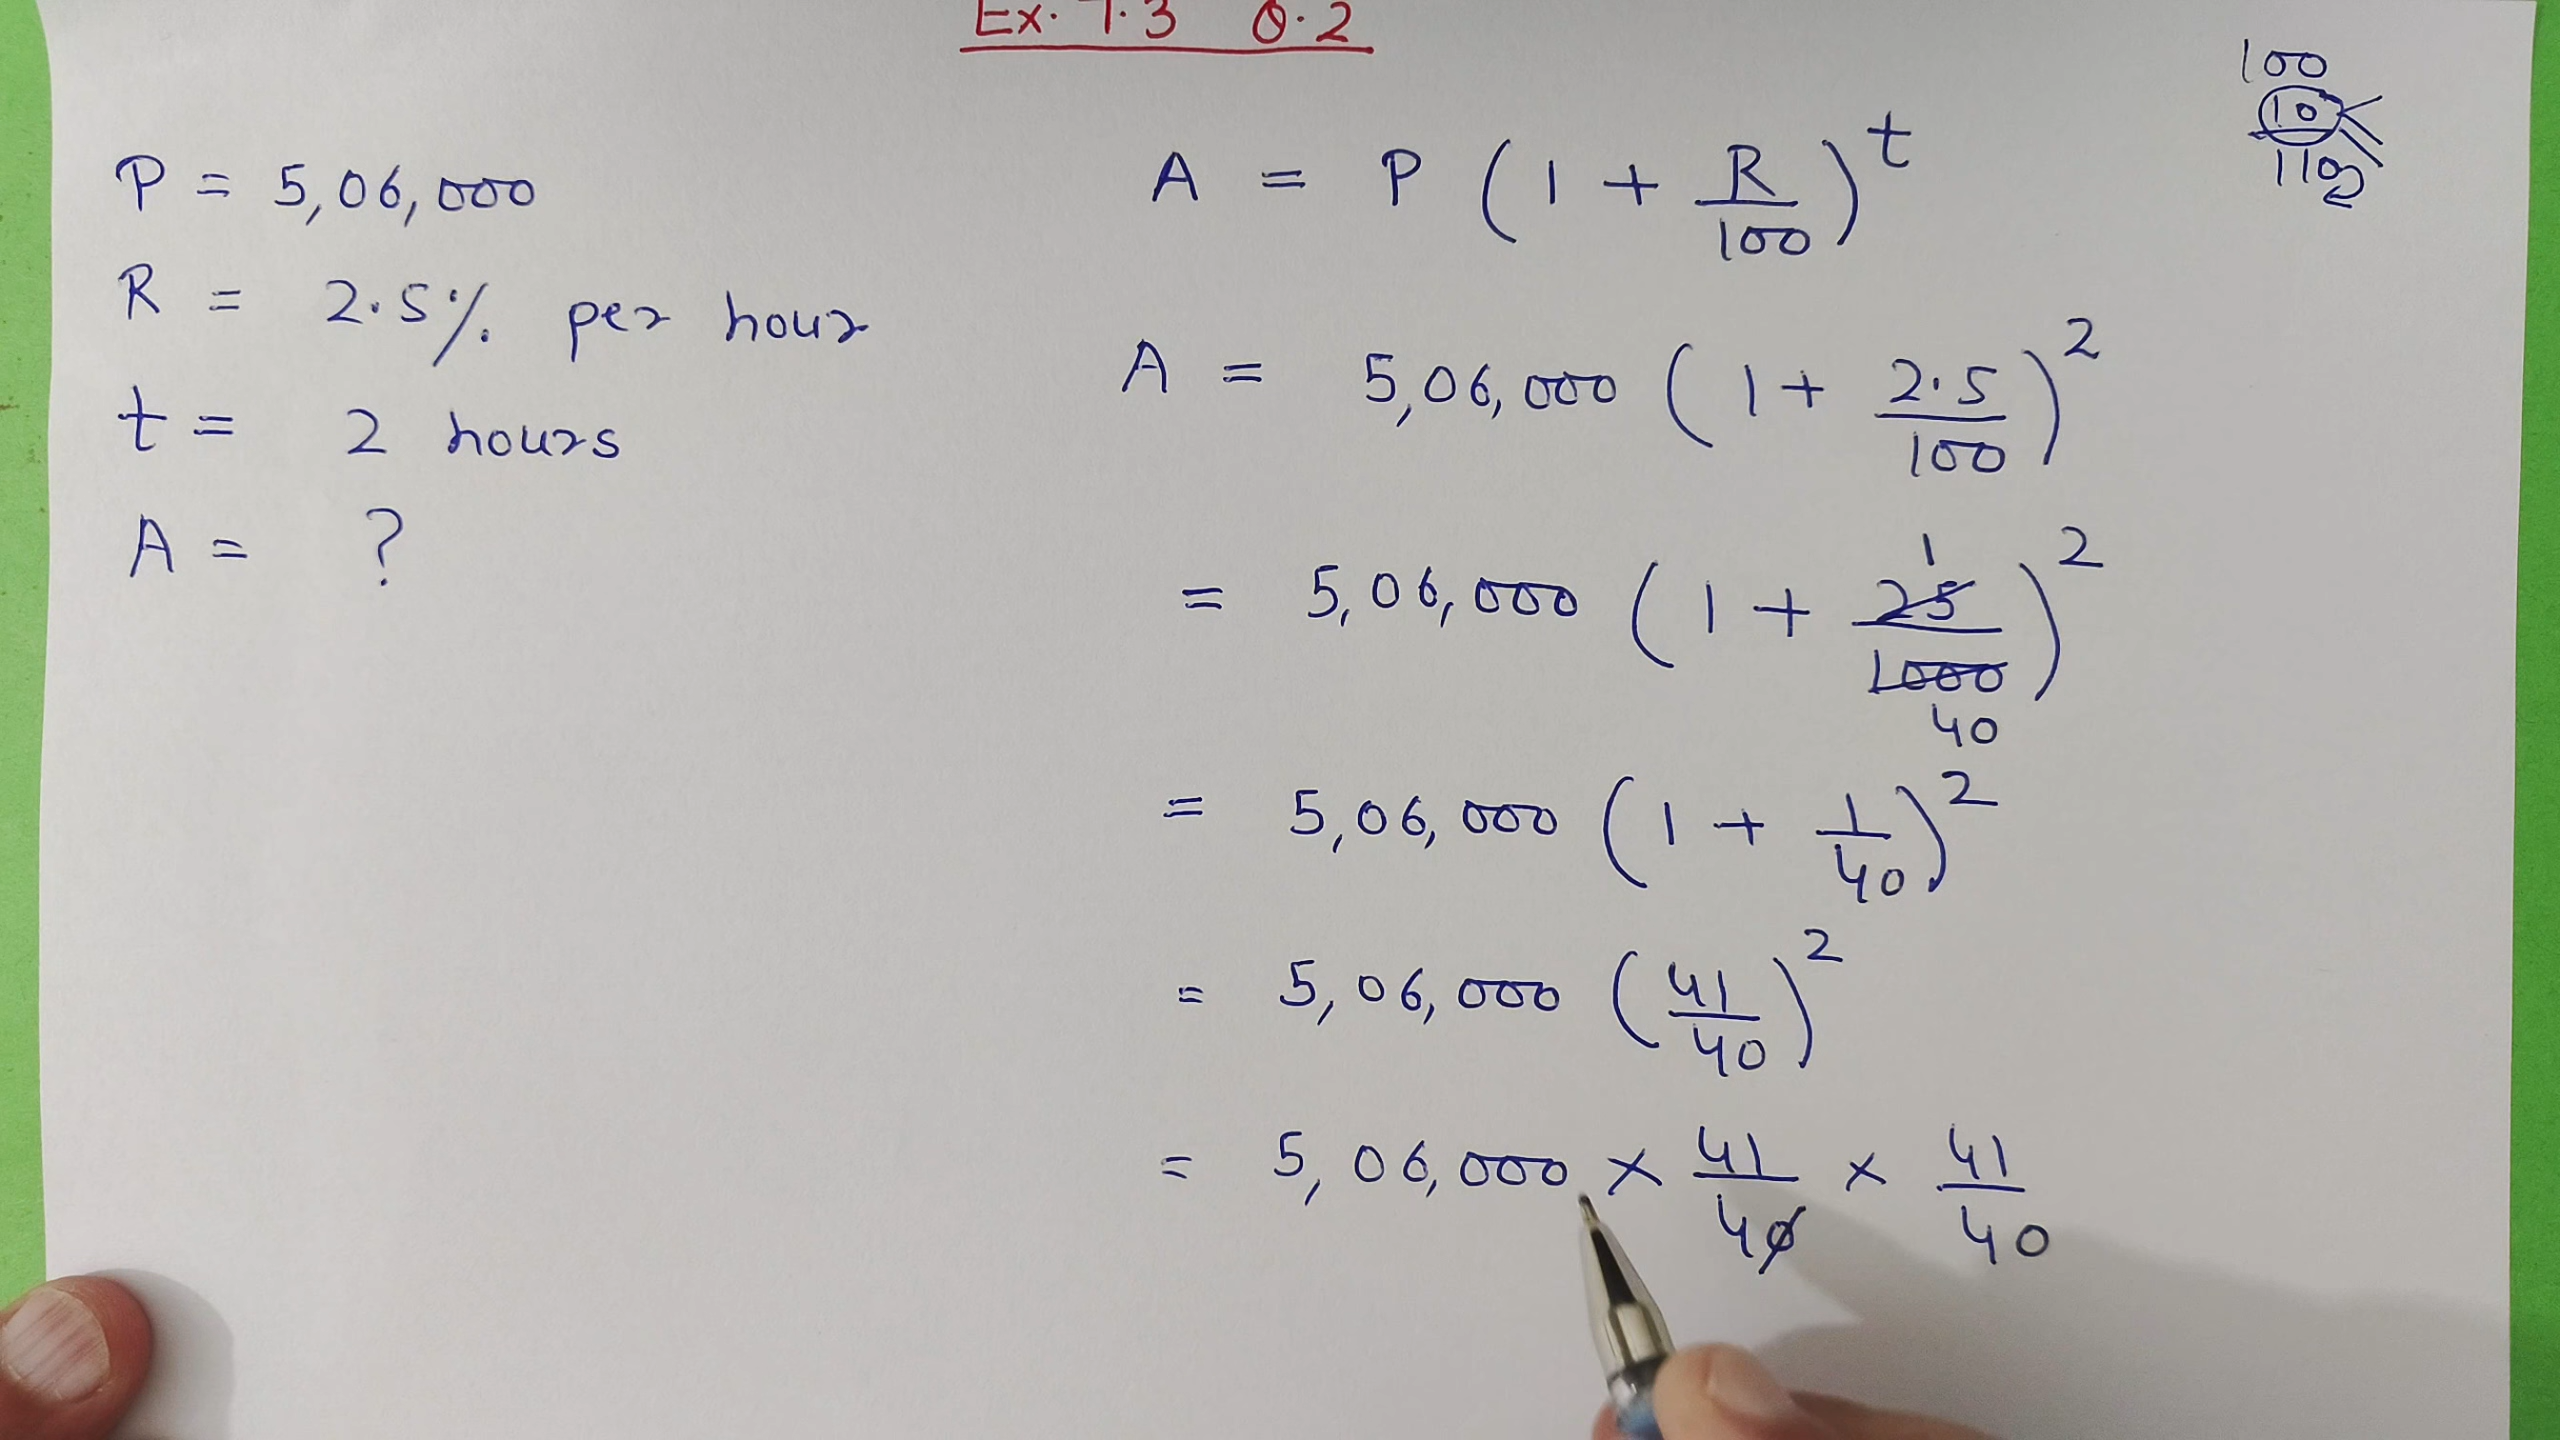 Ex. 7.3 Q.2
P = 5,06,000
R = 2.5% per hour
t = 2 hours
A = ?
A = P ( 1 + R/100 )^t
A = 5,06,000 ( 1 + 2.5/100 )^2
= 5,06,000 ( 1 + 25/1000 )^2
1
40
= 5,06,000 ( 1 + 1/40 )^2
= 5,06,000 ( 41/40 )^2
= 5,06,000 × 41/40 × 41/40
100
10
110